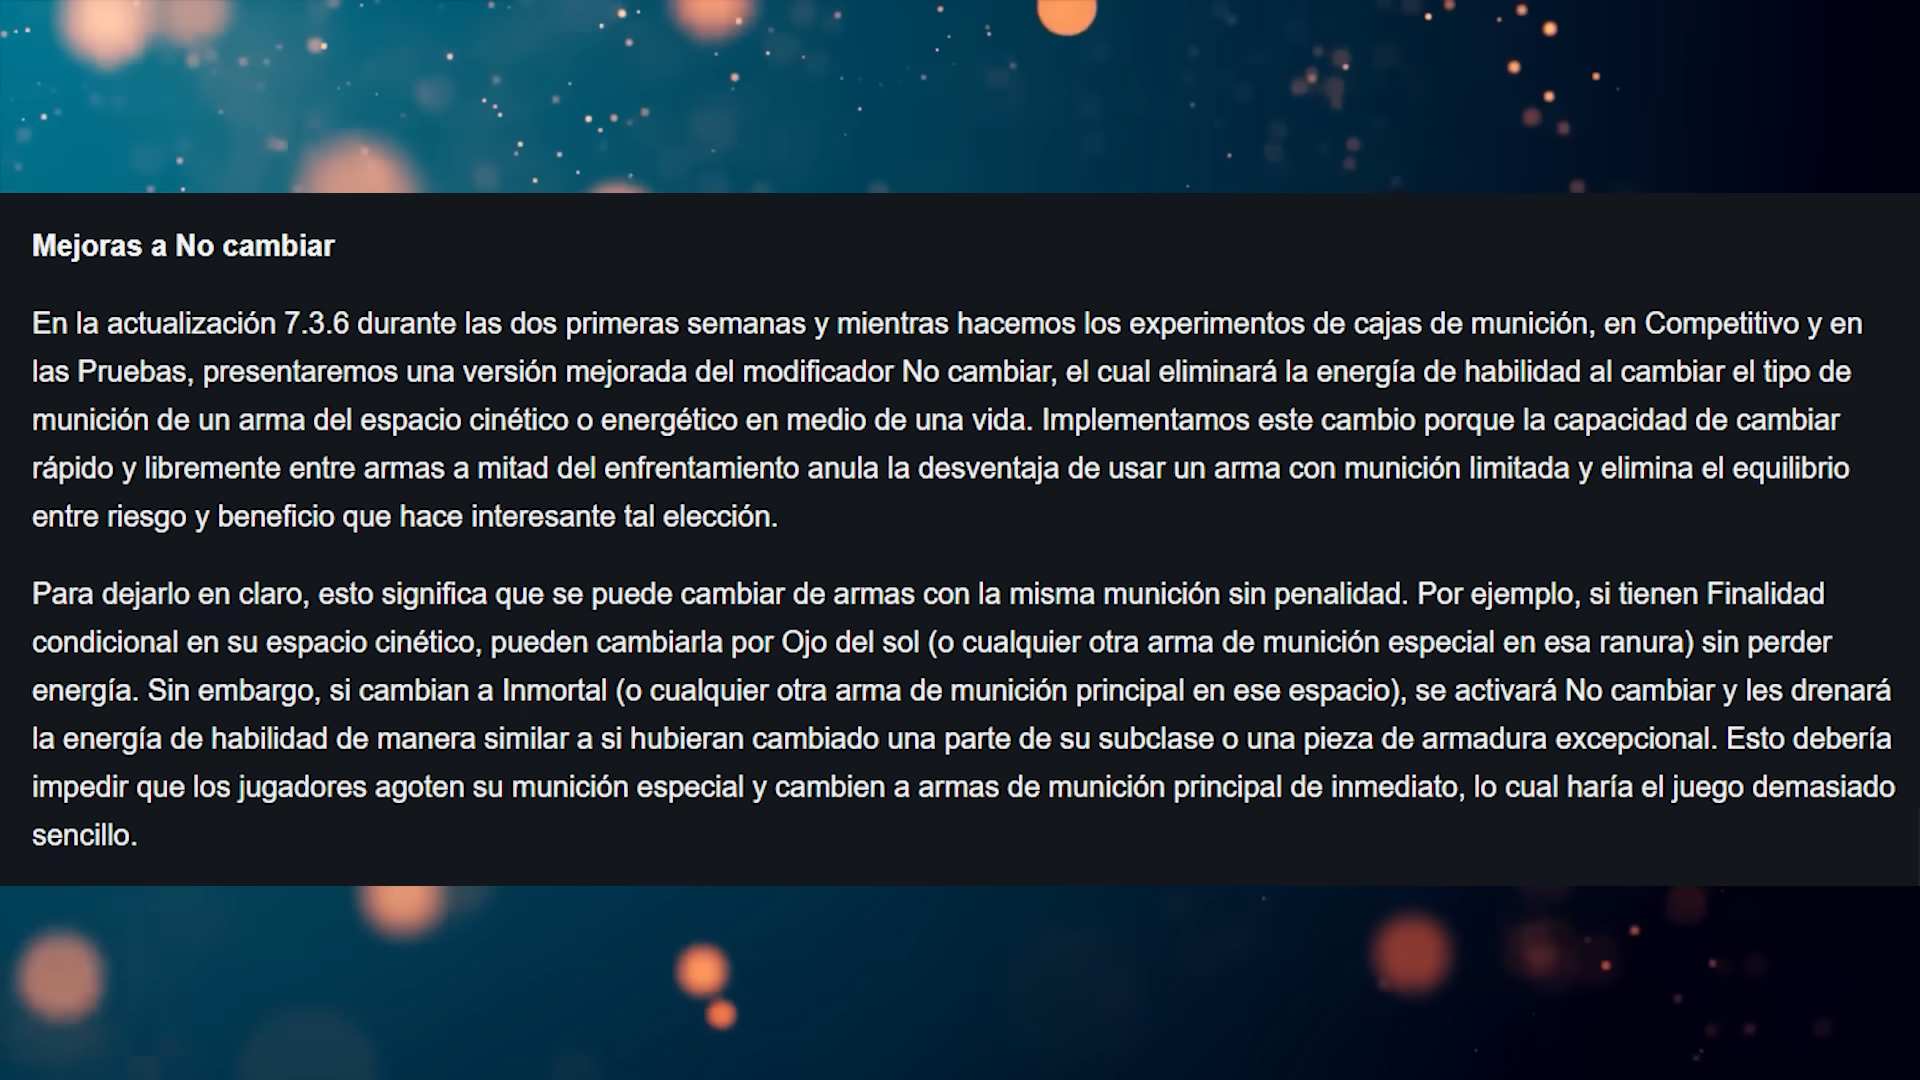 Mejoras a No cambiar
En la actualización 7.3.6 durante las dos primeras semanas y mientras hacemos los experimentos de cajas de munición, en Competitivo y en
las Pruebas, presentaremos una versión mejorada del modificador No cambiar, el cual eliminará la energía de habilidad al cambiar el tipo de
munición de un arma del espacio cinético o energético en medio de una vida. Implementamos este cambio porque la capacidad de cambiar
rápido y libremente entre armas a mitad del enfrentamiento anula la desventaja de usar un arma con munición limitada y elimina el equilibrio
entre riesgo y beneficio que hace interesante tal elección.
Para dejarlo en claro, esto significa que se puede cambiar de armas con la misma munición sin penalidad. Por ejemplo, si tienen Finalidad
condicional en su espacio cinético, pueden cambiarla por Ojo del sol (o cualquier otra arma de munición especial en esa ranura) sin perder
energía. Sin embargo, si cambian a Inmortal (o cualquier otra arma de munición principal en ese espacio), se activará No cambiar y les drenará
la energía de habilidad de manera similar a si hubieran cambiado una parte de su subclase o una pieza de armadura excepcional. Esto debería
impedir que los jugadores agoten su munición especial y cambien a armas de munición principal de inmediato, lo cual haría el juego demasiado
sencillo.